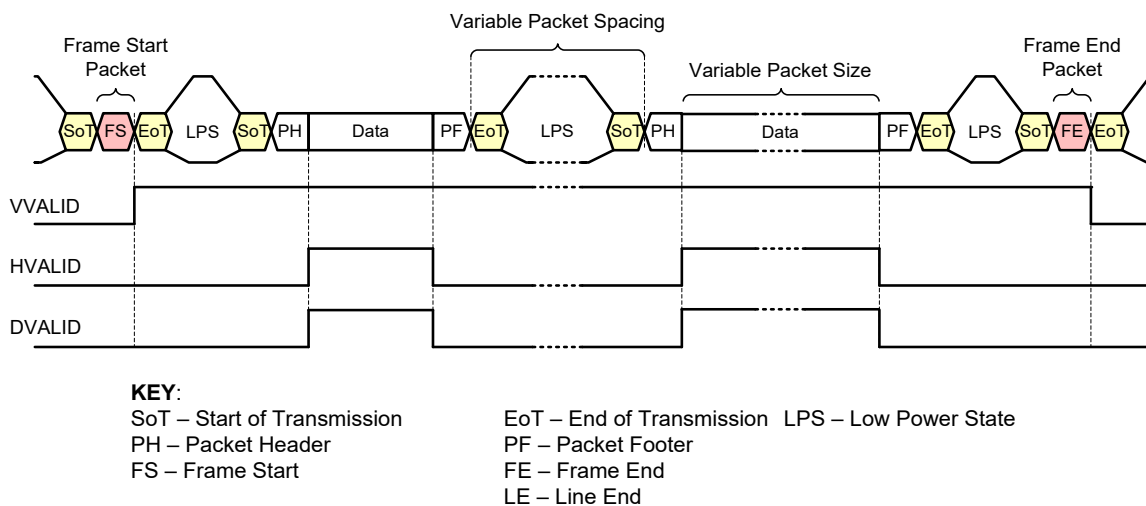 Variable Packet Spacing
Frame Start
Packet
Variable Packet Size
Frame End
Packet
SoT FS EoT LPS SoT PH Data PF EoT LPS SoT PH Data PF EoT LPS SoT FE EoT
VVALID
HVALID
DVALID
KEY:
SoT – Start of Transmission EoT – End of Transmission LPS – Low Power State
PH – Packet Header PF – Packet Footer
FS – Frame Start FE – Frame End
LE – Line End